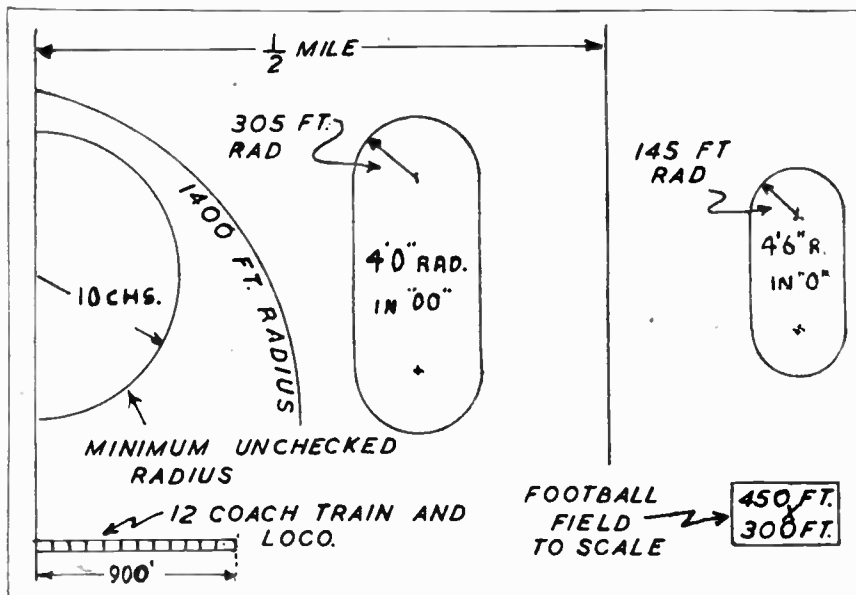 1/2 MILE
305 FT.
RAD
145 FT
RAD
1400 FT. RADIUS
4'0" RAD.
IN "00"
4'6" R.
IN "0"
10 CHS.
MINIMUM UNCHECKED
RADIUS
12 COACH TRAIN AND
LOCO.
900'
FOOTBALL
FIELD
TO SCALE
450 FT.
X
300 FT.